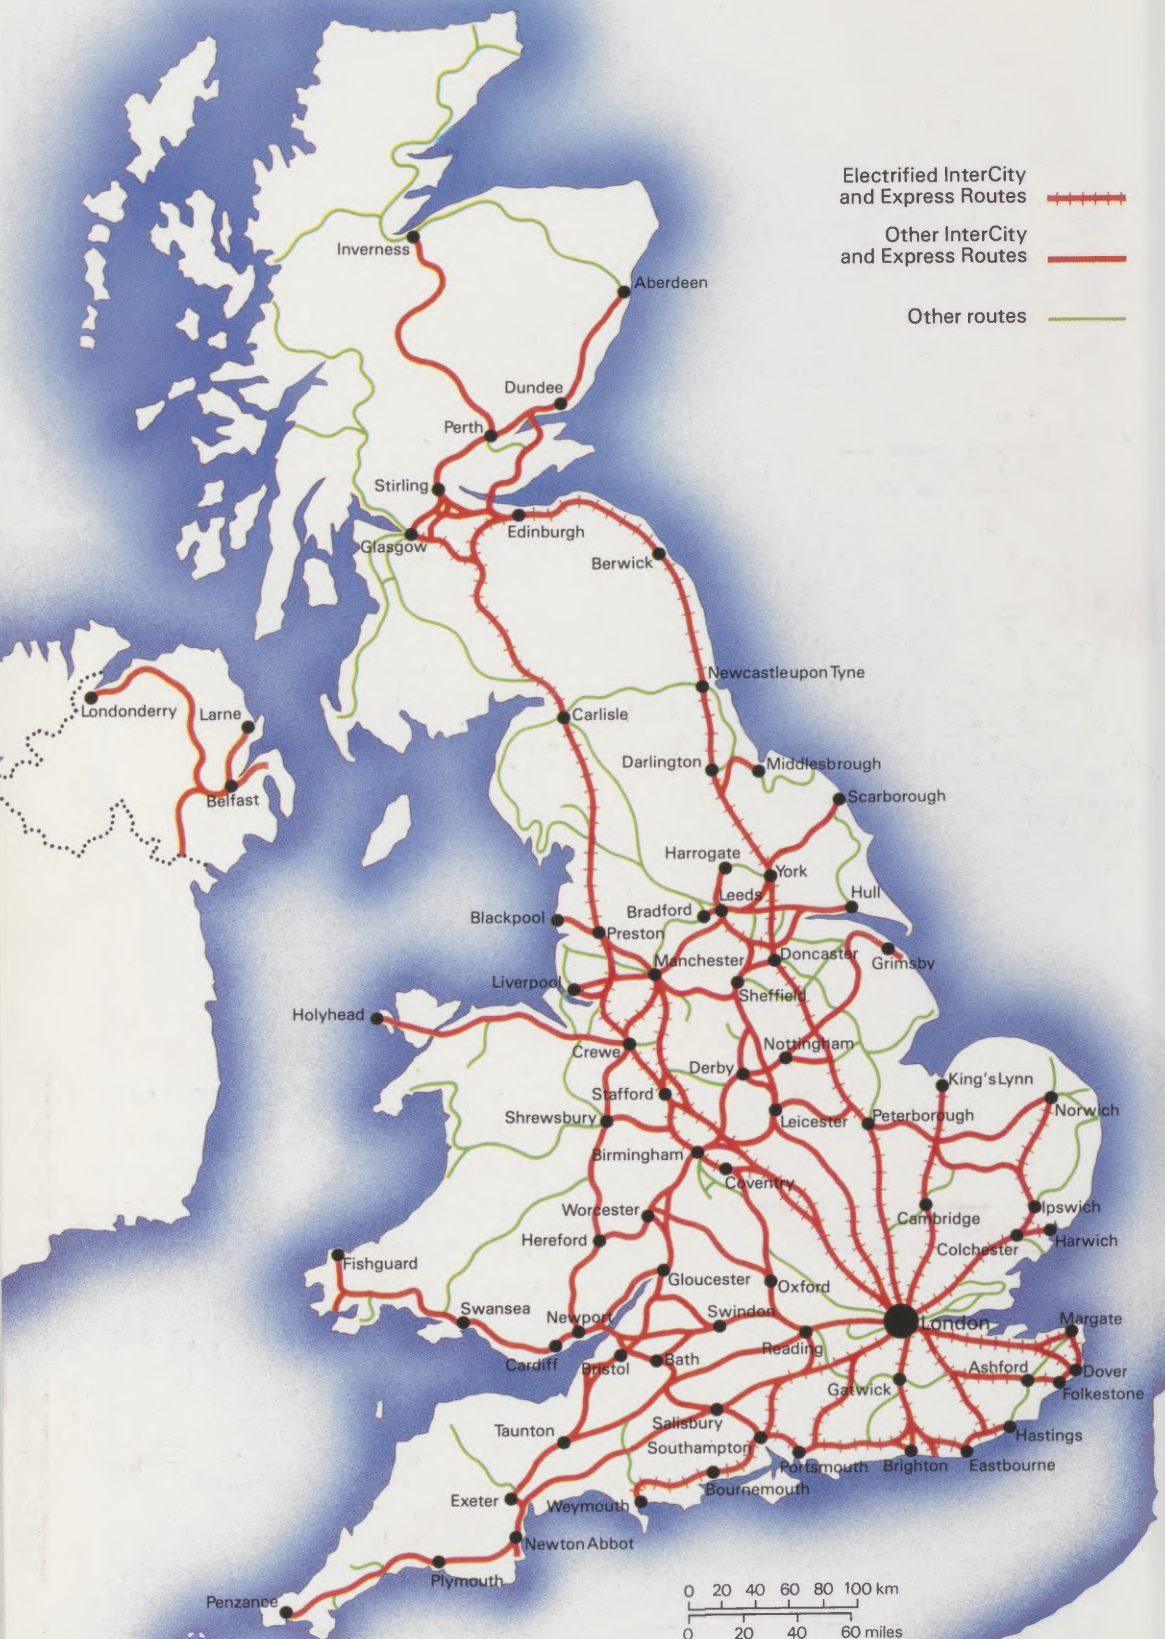 Electrified InterCity
and Express Routes
Other InterCity
and Express Routes
Other routes
Inverness
Aberdeen
Dundee
Perth
Stirling
Edinburgh
Glasgow
Berwick
Newcastle upon Tyne
Londonderry
Larne
Carlisle
Belfast
Darlington
Middlesbrough
Scarborough
Harrogate
York
Leeds
Hull
Bradford
Blackpool
Preston
Manchester
Doncaster
Grimsby
Liverpool
Sheffield
Holyhead
Crewe
Nottingham
Derby
King's Lynn
Stafford
Norwich
Shrewsbury
Leicester
Peterborough
Birmingham
Coventry
Worcester
Cambridge
Ipswich
Hereford
Colchester
Harwich
Fishguard
Gloucester
Oxford
Swansea
Newport
Swindon
London
Margate
Cardiff
Bristol
Bath
Reading
Ashford
Dover
Gatwick
Folkestone
Taunton
Salisbury
Southampton
Hastings
Portsmouth
Brighton
Eastbourne
Exeter
Weymouth
Bournemouth
Newton Abbot
Plymouth
Penzance
0 20 40 60 80 100 km
0 20 40 60 miles